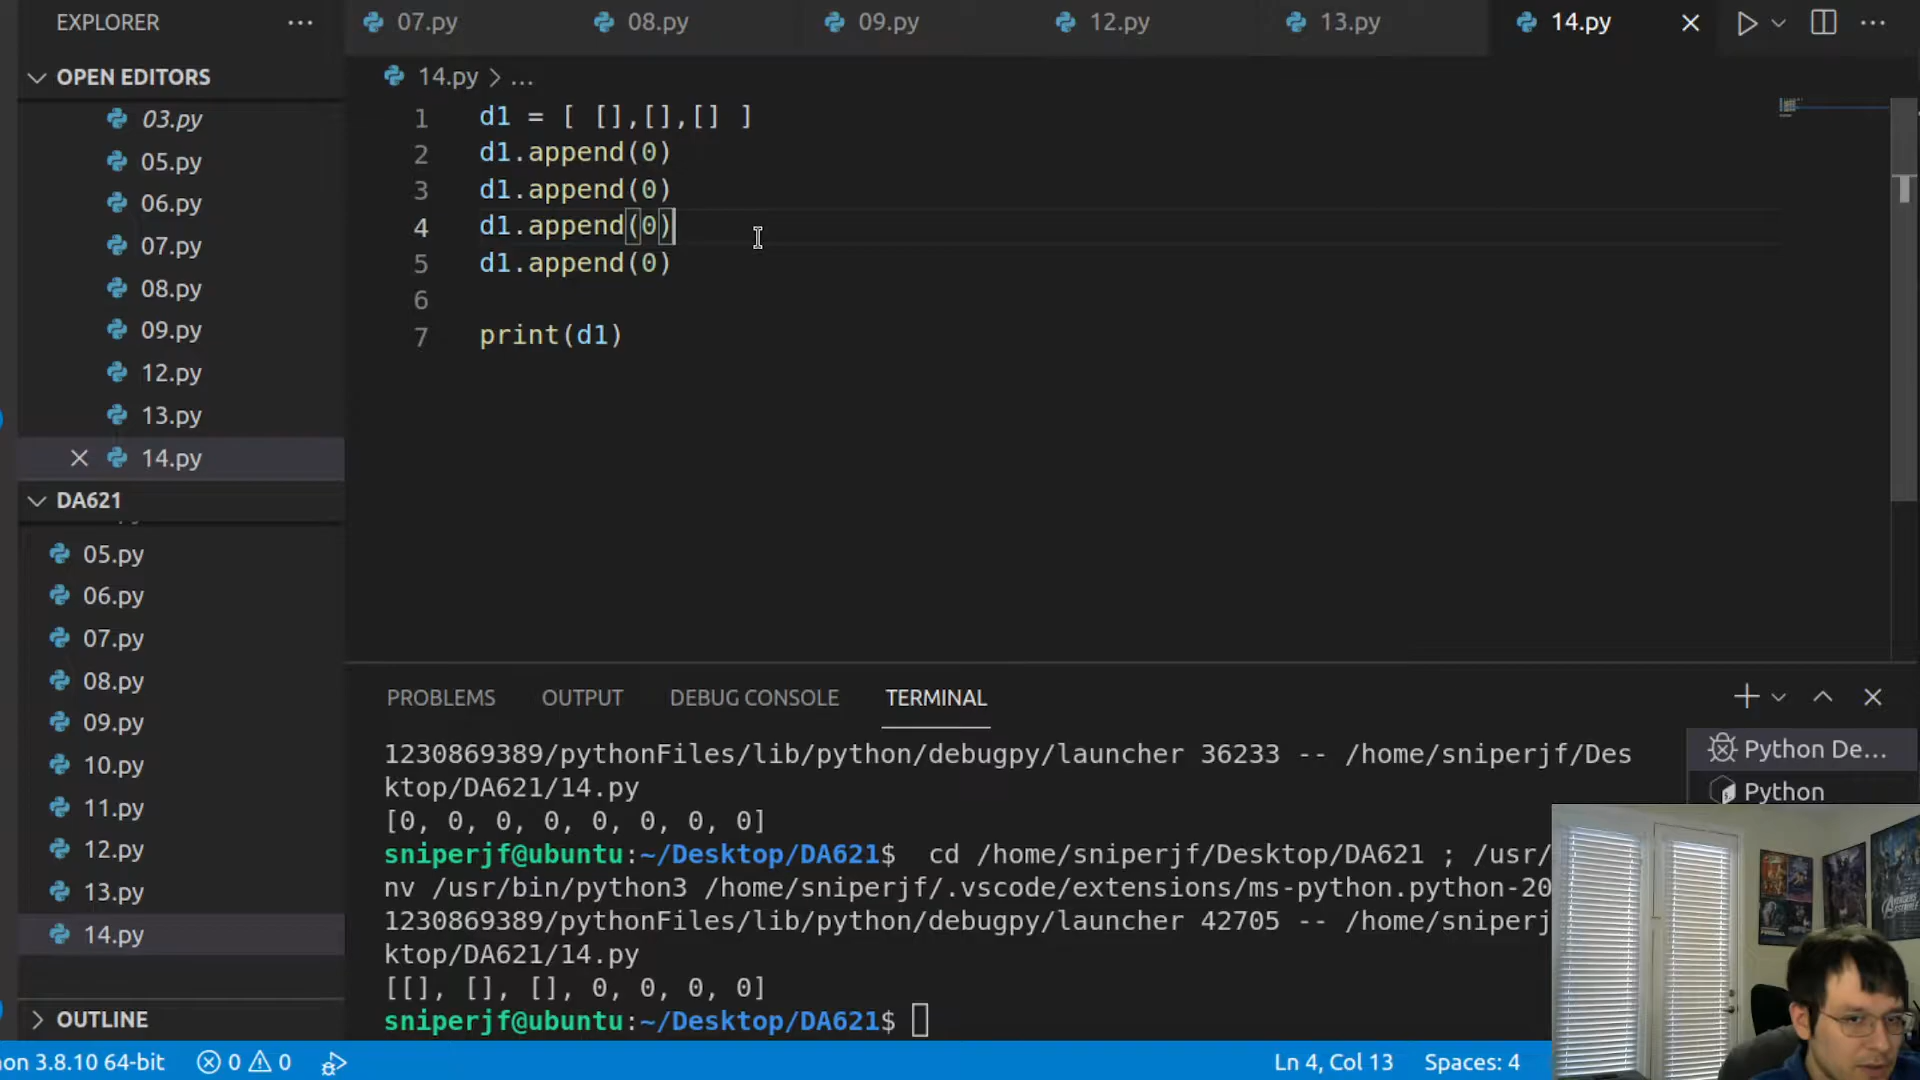 EXPLORER
OPEN EDITORS
03.py
05.py
06.py
07.py
08.py
09.py
12.py
13.py
14.py
DA621
05.py
06.py
07.py
08.py
09.py
10.py
11.py
12.py
13.py
14.py
OUTLINE
07.py 08.py 09.py 12.py 13.py 14.py
14.py > ...
1 d1 = [ [],[],[] ]
2 d1.append(0)
3 d1.append(0)
4 d1.append(0)
5 d1.append(0)
6
7 print(d1)
PROBLEMS OUTPUT DEBUG CONSOLE TERMINAL
1230869389/pythonFiles/lib/python/debugpy/launcher 36233 -- /home/sniperjf/Des
ktop/DA621/14.py
[0, 0, 0, 0, 0, 0, 0, 0]
sniperjf@ubuntu:~/Desktop/DA621$ cd /home/sniperjf/Desktop/DA621 ; /usr/
nv /usr/bin/python3 /home/sniperjf/.vscode/extensions/ms-python.python-20
1230869389/pythonFiles/lib/python/debugpy/launcher 42705 -- /home/sniperj
ktop/DA621/14.py
[[], [], [], 0, 0, 0, 0]
sniperjf@ubuntu:~/Desktop/DA621$
Python De...
Python
on 3.8.10 64-bit 0 0 Ln 4, Col 13 Spaces: 4